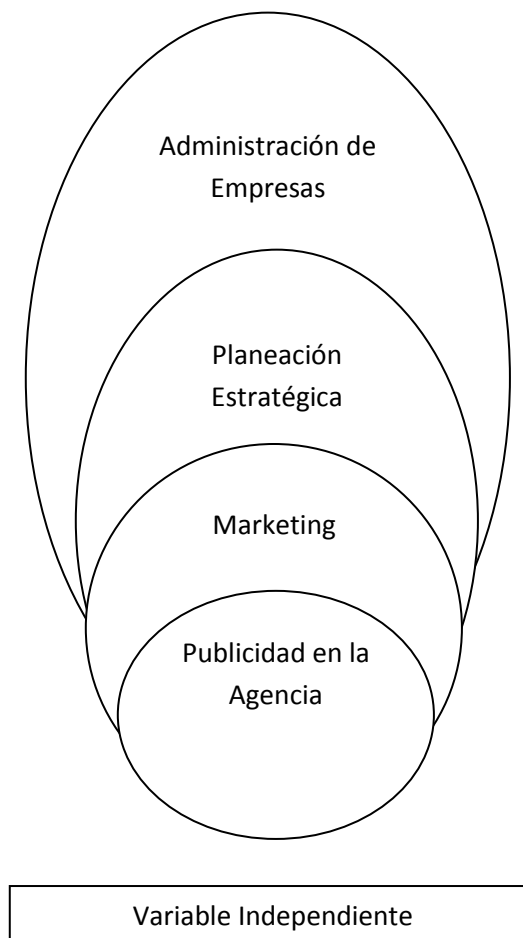 Administración de
Empresas
Planeación
Estratégica
Marketing
Publicidad en la
Agencia
Variable Independiente